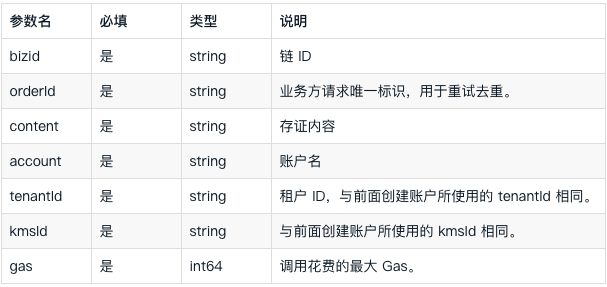 参数名 必填 类型 说明
bizid 是 string 链 ID
orderId 是 string 业务方请求唯一标识，用于重试去重。
content 是 string 存证内容
account 是 string 账户名
tenantId 是 string 租户 ID，与前面创建账户所使用的 tenantId 相同。
kmsId 是 string 与前面创建账户所使用的 kmsId 相同。
gas 是 int64 调用花费的最大 Gas。